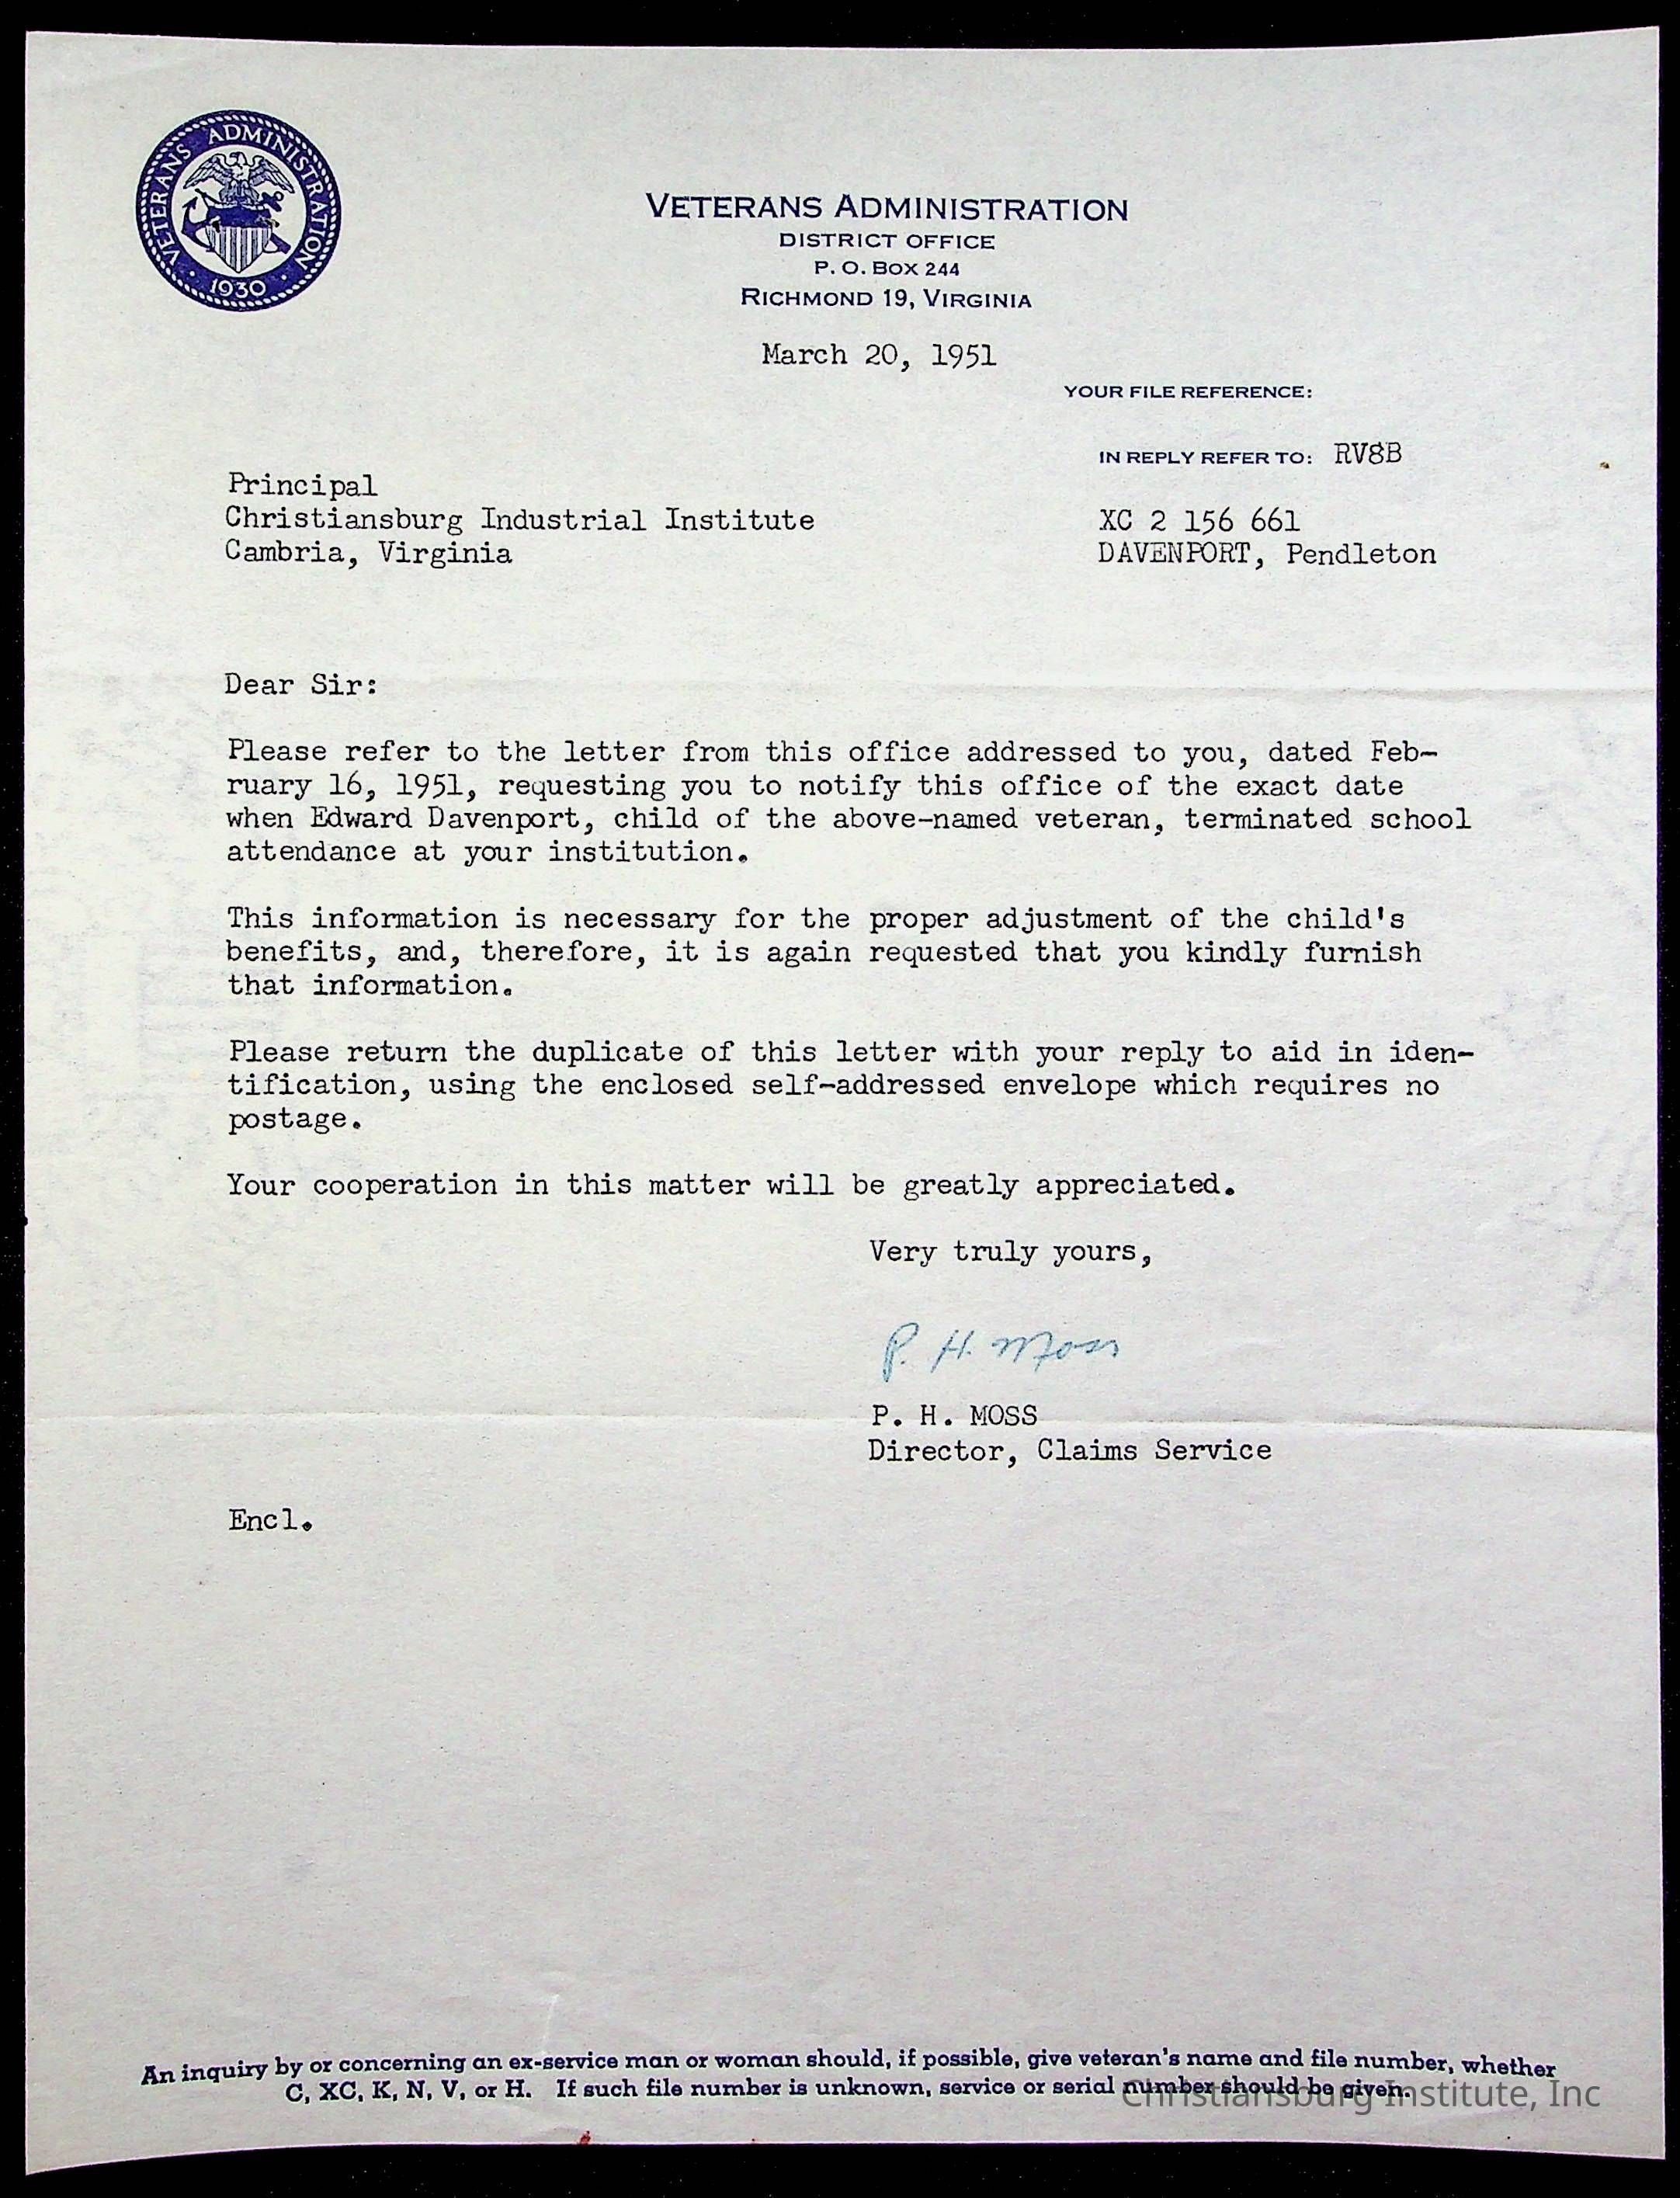 VETERANS ADMINISTRATION
1930
VETERANS ADMINISTRATION
DISTRICT OFFICE
P. O. BOX 244
RICHMOND 19, VIRGINIA
March 20, 1951
YOUR FILE REFERENCE:
IN REPLY REFER TO: RV8B
Principal
Christiansburg Industrial Institute
Cambria, Virginia
XC 2 156 661
DAVENPORT, Pendleton
Dear Sir:
Please refer to the letter from this office addressed to you, dated Feb-
ruary 16, 1951, requesting you to notify this office of the exact date
when Edward Davenport, child of the above-named veteran, terminated school
attendance at your institution.
This information is necessary for the proper adjustment of the child's
benefits, and, therefore, it is again requested that you kindly furnish
that information.
Please return the duplicate of this letter with your reply to aid in iden-
tification, using the enclosed self-addressed envelope which requires no
postage.
Your cooperation in this matter will be greatly appreciated.
Very truly yours,
P. H. Moss
P. H. MOSS
Director, Claims Service
Encl.
An inquiry by or concerning an ex-service man or woman should, if possible, give veteran's name and file number, whether
C, XC, K, N, V, or H. If such file number is unknown, service or serial number should be given.
Christiansburg Institute, Inc